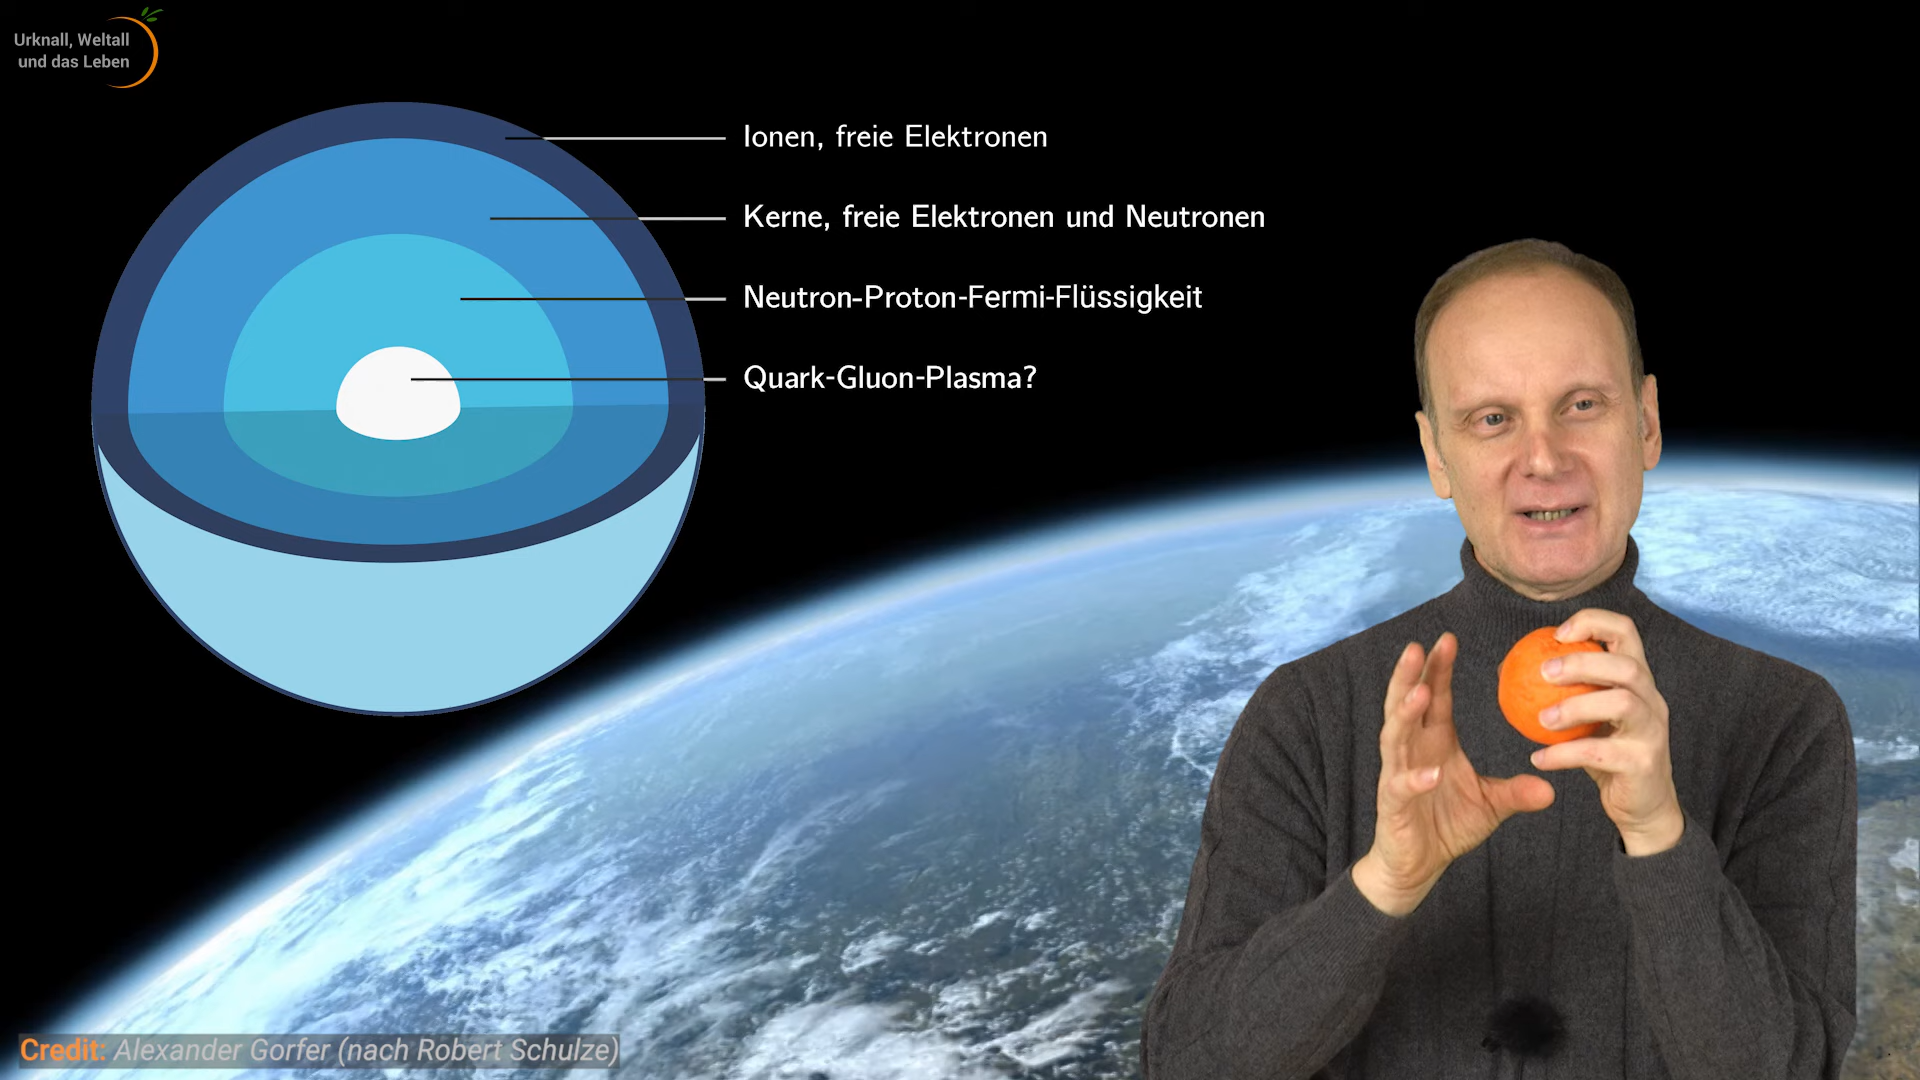 Urknall, Weltall
und das Leben
Ionen, freie Elektronen
Kerne, freie Elektronen und Neutronen
Neutron-Proton-Fermi-Flüssigkeit
Quark-Gluon-Plasma?
Credit: Alexander Gorfer (nach Robert Schulze)